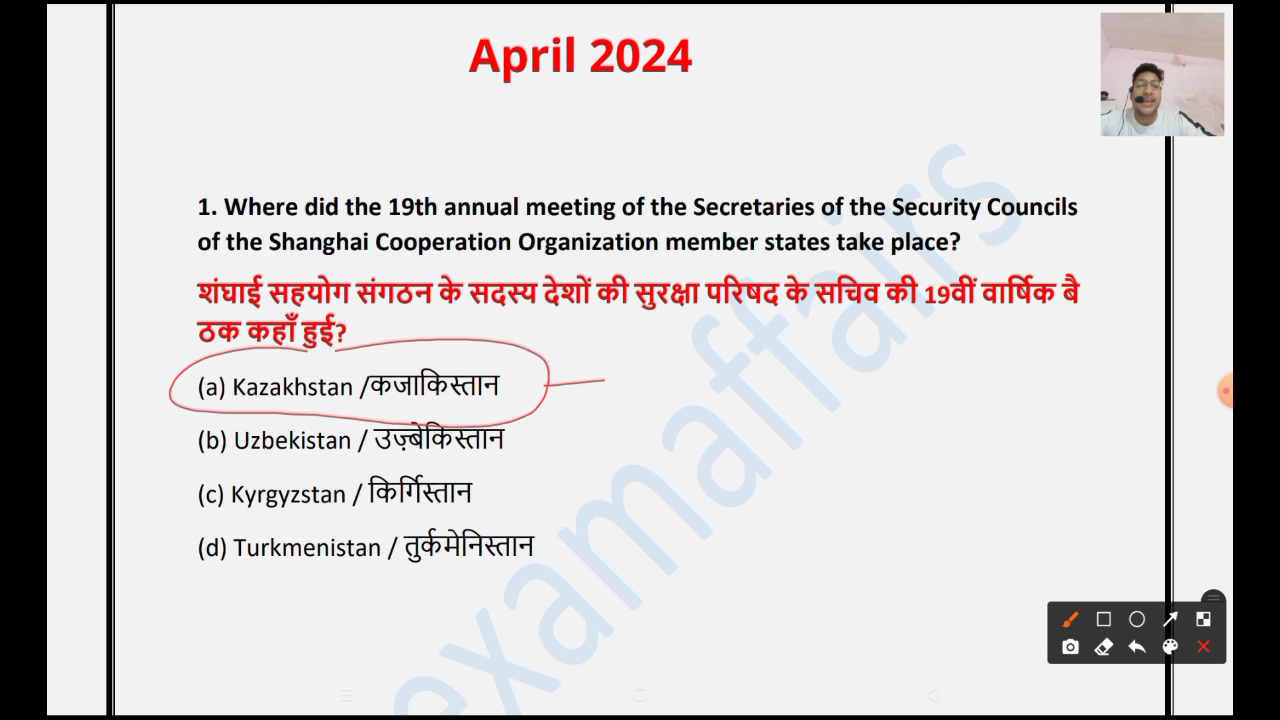 April 2024
1. Where did the 19th annual meeting of the Secretaries of the Security Councils
of the Shanghai Cooperation Organization member states take place?
शंघाई सहयोग संगठन के सदस्य देशों की सुरक्षा परिषद के सचिव की 19वीं वार्षिक बै
ठक कहाँ हुई?
(a) Kazakhstan /कजाकिस्तान
(b) Uzbekistan / उज़्बेकिस्तान
(c) Kyrgyzstan / किर्गिस्तान
(d) Turkmenistan / तुर्कमेनिस्तान
examaffairs